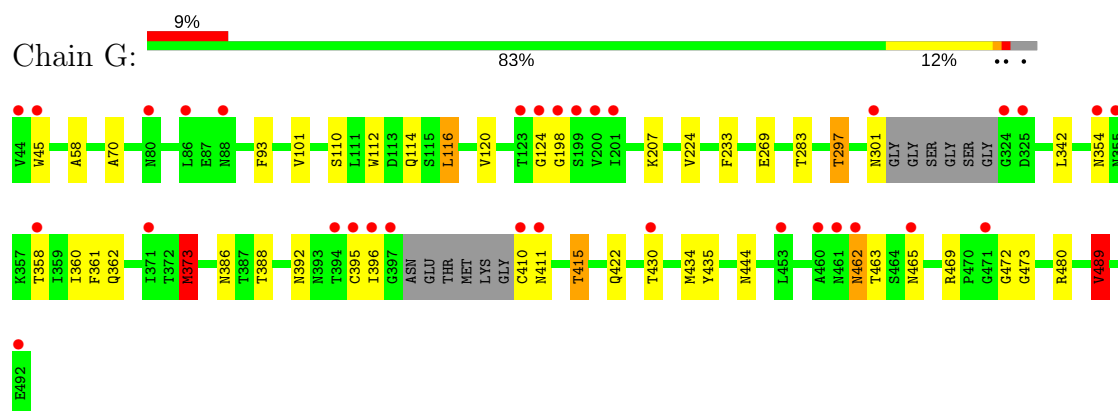 9%
Chain G:
83% 12%
V44 W45 A58 A70 N80 L86 E87 N88 F93 V101 S110 L111 W112 D113 Q114 S115 L116 V120 T123 G124 G198 S199 V200 I201 K207 V224 F233 E269 T283 T297 N301 GLY GLY SER GLY SER GLY G324 D325 L342 N354 N355
K357 T358 I359 I360 F361 Q362 I371 T372 M373 N386 T387 T388 N392 N393 T394 C395 I396 G397 ASN GLU THR MET LYS GLY C410 N411 T415 Q422 T430 M434 Y435 N444 L453 A460 N461 N462 T463 S464 N465 R469 P470 G471 G472 G473 R480 V489
E492